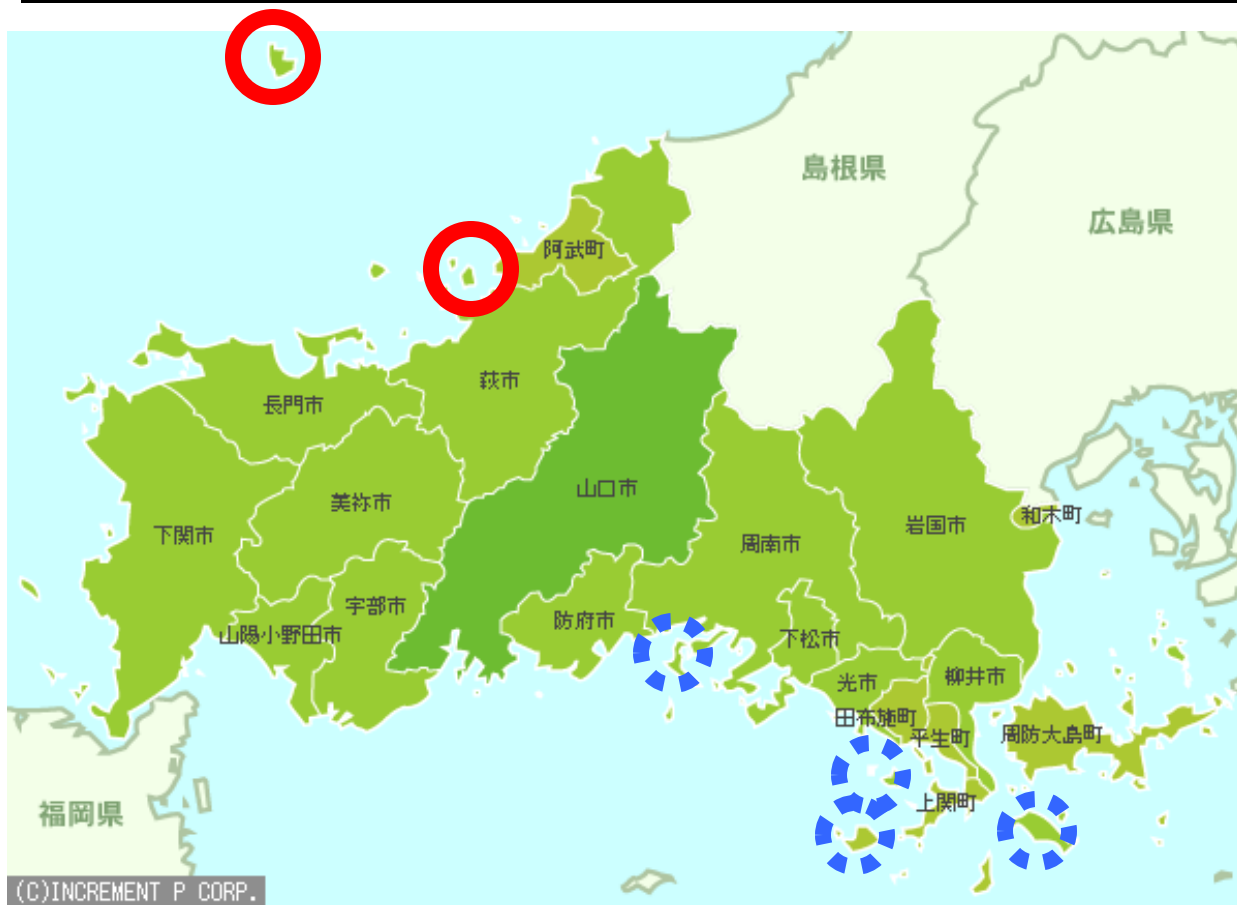 島根県
広島県
阿武町
萩市
長門市
山口市
美祢市
和木町
岩国市
下関市
周南市
宇部市
防府市
山陽小野田市
下松市
柳井市
光市
田布施町
平生町
周防大島町
上関町
福岡県
(C)INCREMENT P CORP.